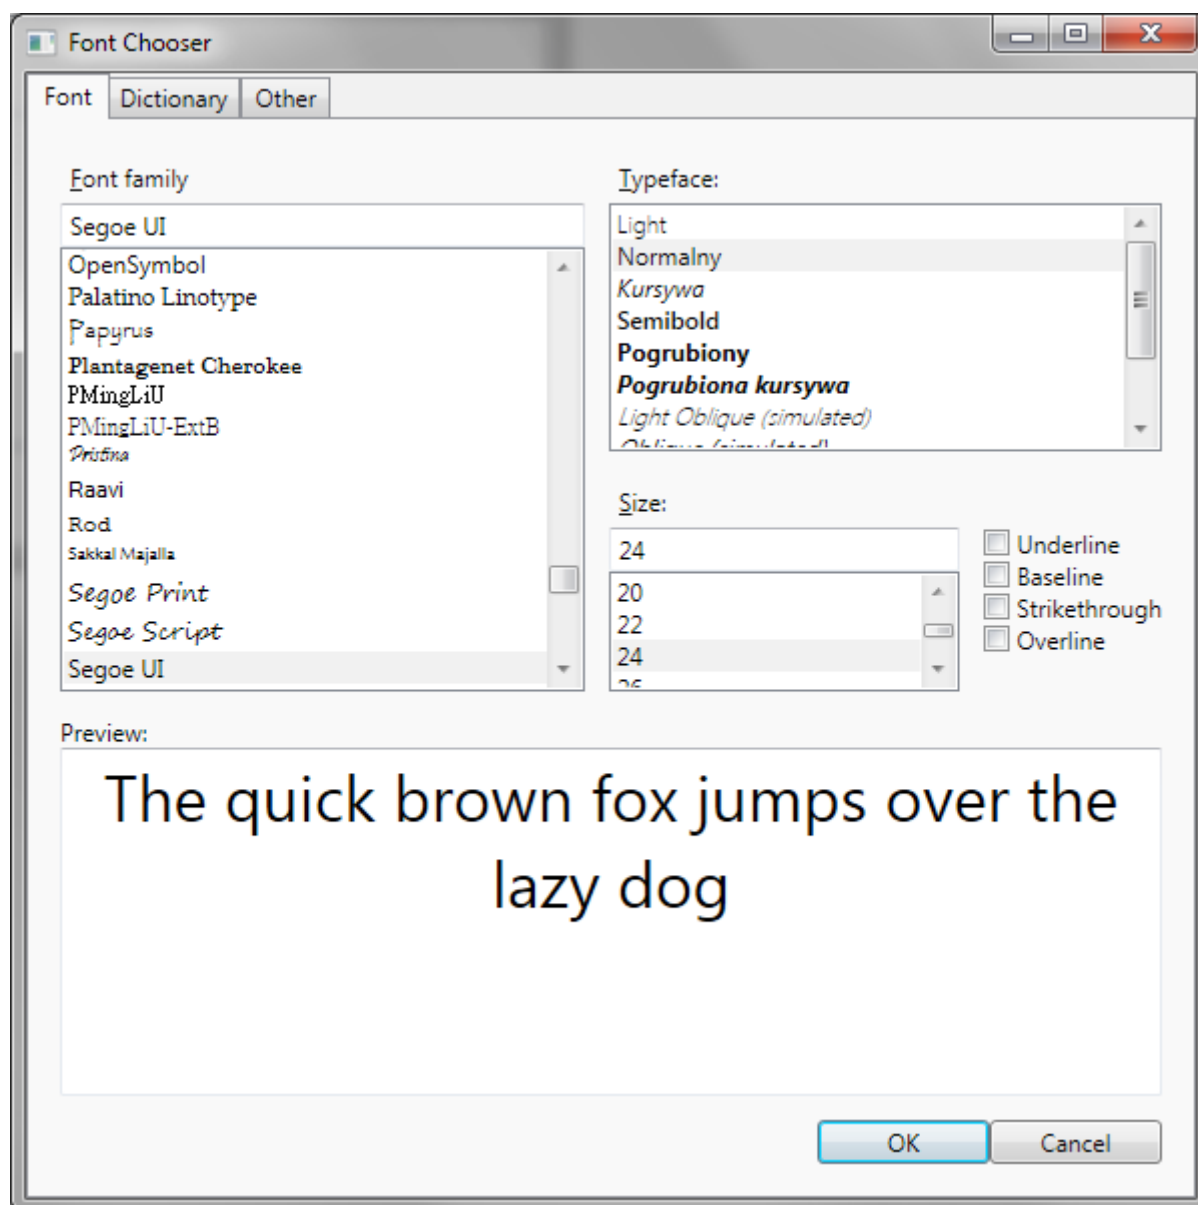 Font Chooser
Font Dictionary Other
Font family
Segoe UI
OpenSymbol
Palatino Linotype
Papyrus
Plantagenet Cherokee
PMingLiU
PMingLiU-ExtB
Pristina
Raavi
Rod
Sakkal Majalla
Segoe Print
Segoe Script
Segoe UI
Typeface:
Light
Normalny
Kursywa
Semibold
Pogrubiony
Pogrubiona kursywa
Light Oblique (simulated)
Oblique (simulated)
Size:
24
20
22
24
26
Underline
Baseline
Strikethrough
Overline
Preview:
The quick brown fox jumps over the
lazy dog
OK Cancel